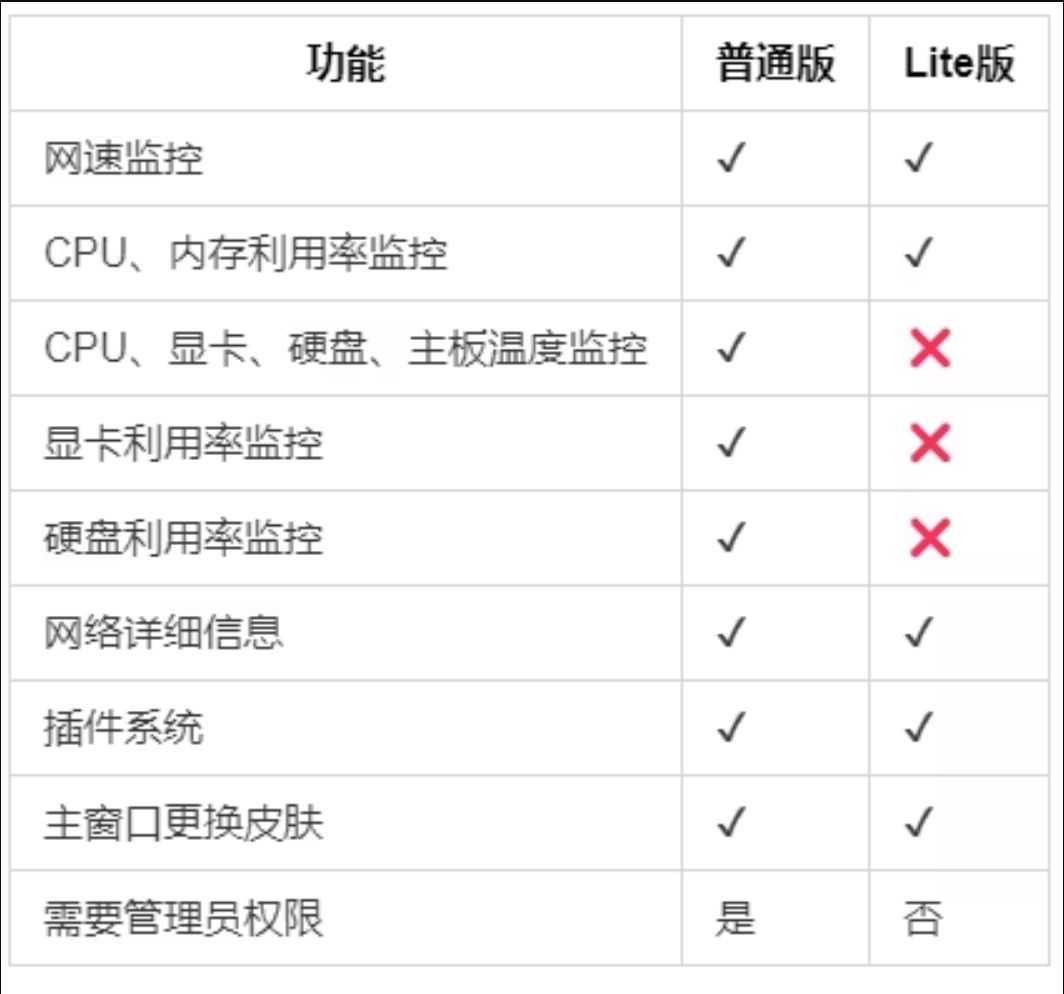 功能 普通版 Lite版
网速监控 ✓ ✓
CPU、内存利用率监控 ✓ ✓
CPU、显卡、硬盘、主板温度监控 ✓ ❌
显卡利用率监控 ✓ ❌
硬盘利用率监控 ✓ ❌
网络详细信息 ✓ ✓
插件系统 ✓ ✓
主窗口更换皮肤 ✓ ✓
需要管理员权限 是 否